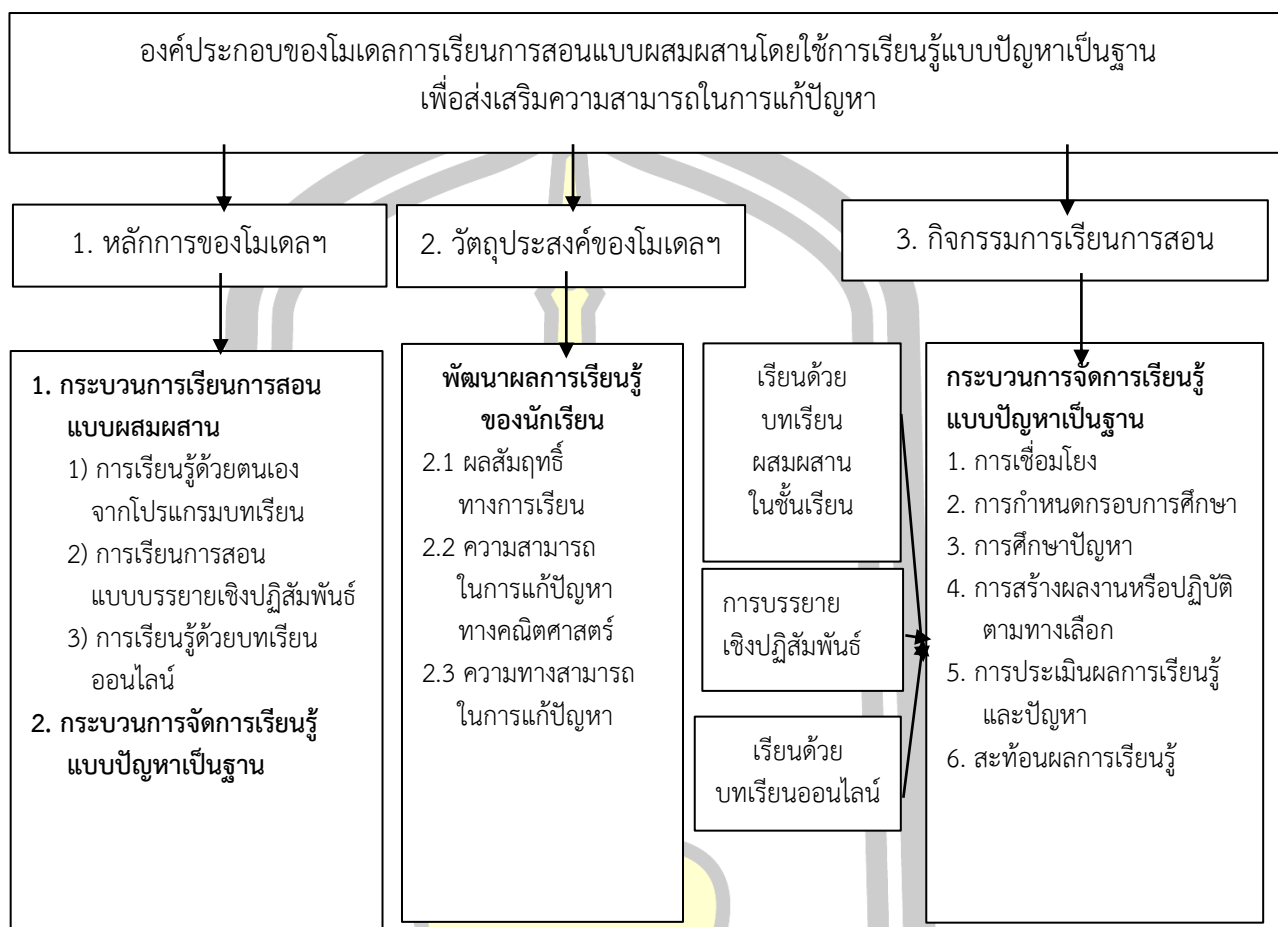 องค์ประกอบของโมเดลการเรียนการสอนแบบผสมผสานโดยใช้การเรียนรู้แบบปัญหาเป็นฐาน
เพื่อส่งเสริมความสามารถในการแก้ปัญหา
1. หลักการของโมเดลฯ
2. วัตถุประสงค์ของโมเดลฯ
3. กิจกรรมการเรียนการสอน
1. กระบวนการเรียนการสอน
แบบผสมผสาน
1) การเรียนรู้ด้วยตนเอง
จากโปรแกรมบทเรียน
2) การเรียนการสอน
แบบบรรยายเชิงปฏิสัมพันธ์
3) การเรียนรู้ด้วยบทเรียน
ออนไลน์
2. กระบวนการจัดการเรียนรู้
แบบปัญหาเป็นฐาน
พัฒนาผลการเรียนรู้
ของนักเรียน
2.1 ผลสัมฤทธิ์
ทางการเรียน
2.2 ความสามารถ
ในการแก้ปัญหา
ทางคณิตศาสตร์
2.3 ความทางสามารถ
ในการแก้ปัญหา
เรียนด้วย
บทเรียน
ผสมผสาน
ในชั้นเรียน
การบรรยาย
เชิงปฏิสัมพันธ์
เรียนด้วย
บทเรียนออนไลน์
กระบวนการจัดการเรียนรู้
แบบปัญหาเป็นฐาน
1. การเชื่อมโยง
2. การกำหนดกรอบการศึกษา
3. การศึกษาปัญหา
4. การสร้างผลงานหรือปฏิบัติ
ตามทางเลือก
5. การประเมินผลการเรียนรู้
และปัญหา
6. สะท้อนผลการเรียนรู้